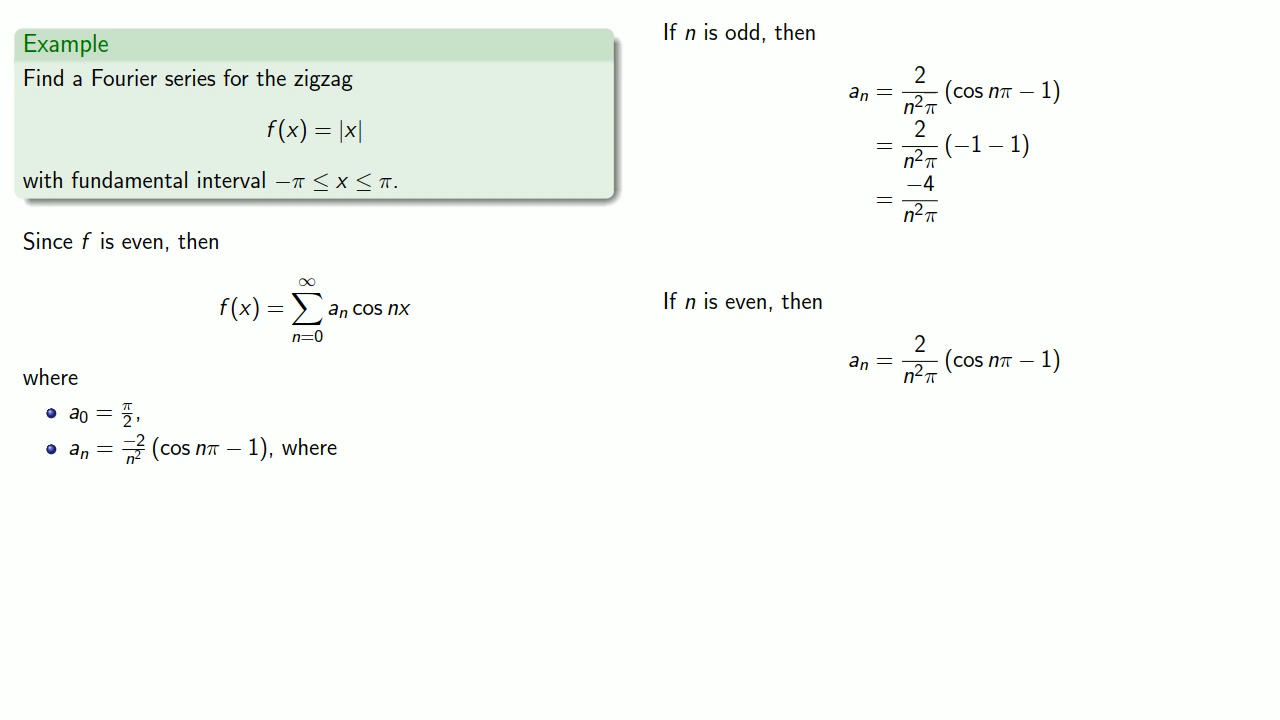 Example
Find a Fourier series for the zigzag
f(x) = |x|
with fundamental interval −π ≤ x ≤ π.
Since f is even, then
f(x) = ∑_{n=0}^{∞} a_n cos nx
where
a_0 = π/2,
a_n = −2/n² (cos nπ − 1), where
If n is odd, then
a_n = 2/(n²π) (cos nπ − 1)
= 2/(n²π) (−1 − 1)
= −4/(n²π)
If n is even, then
a_n = 2/(n²π) (cos nπ − 1)